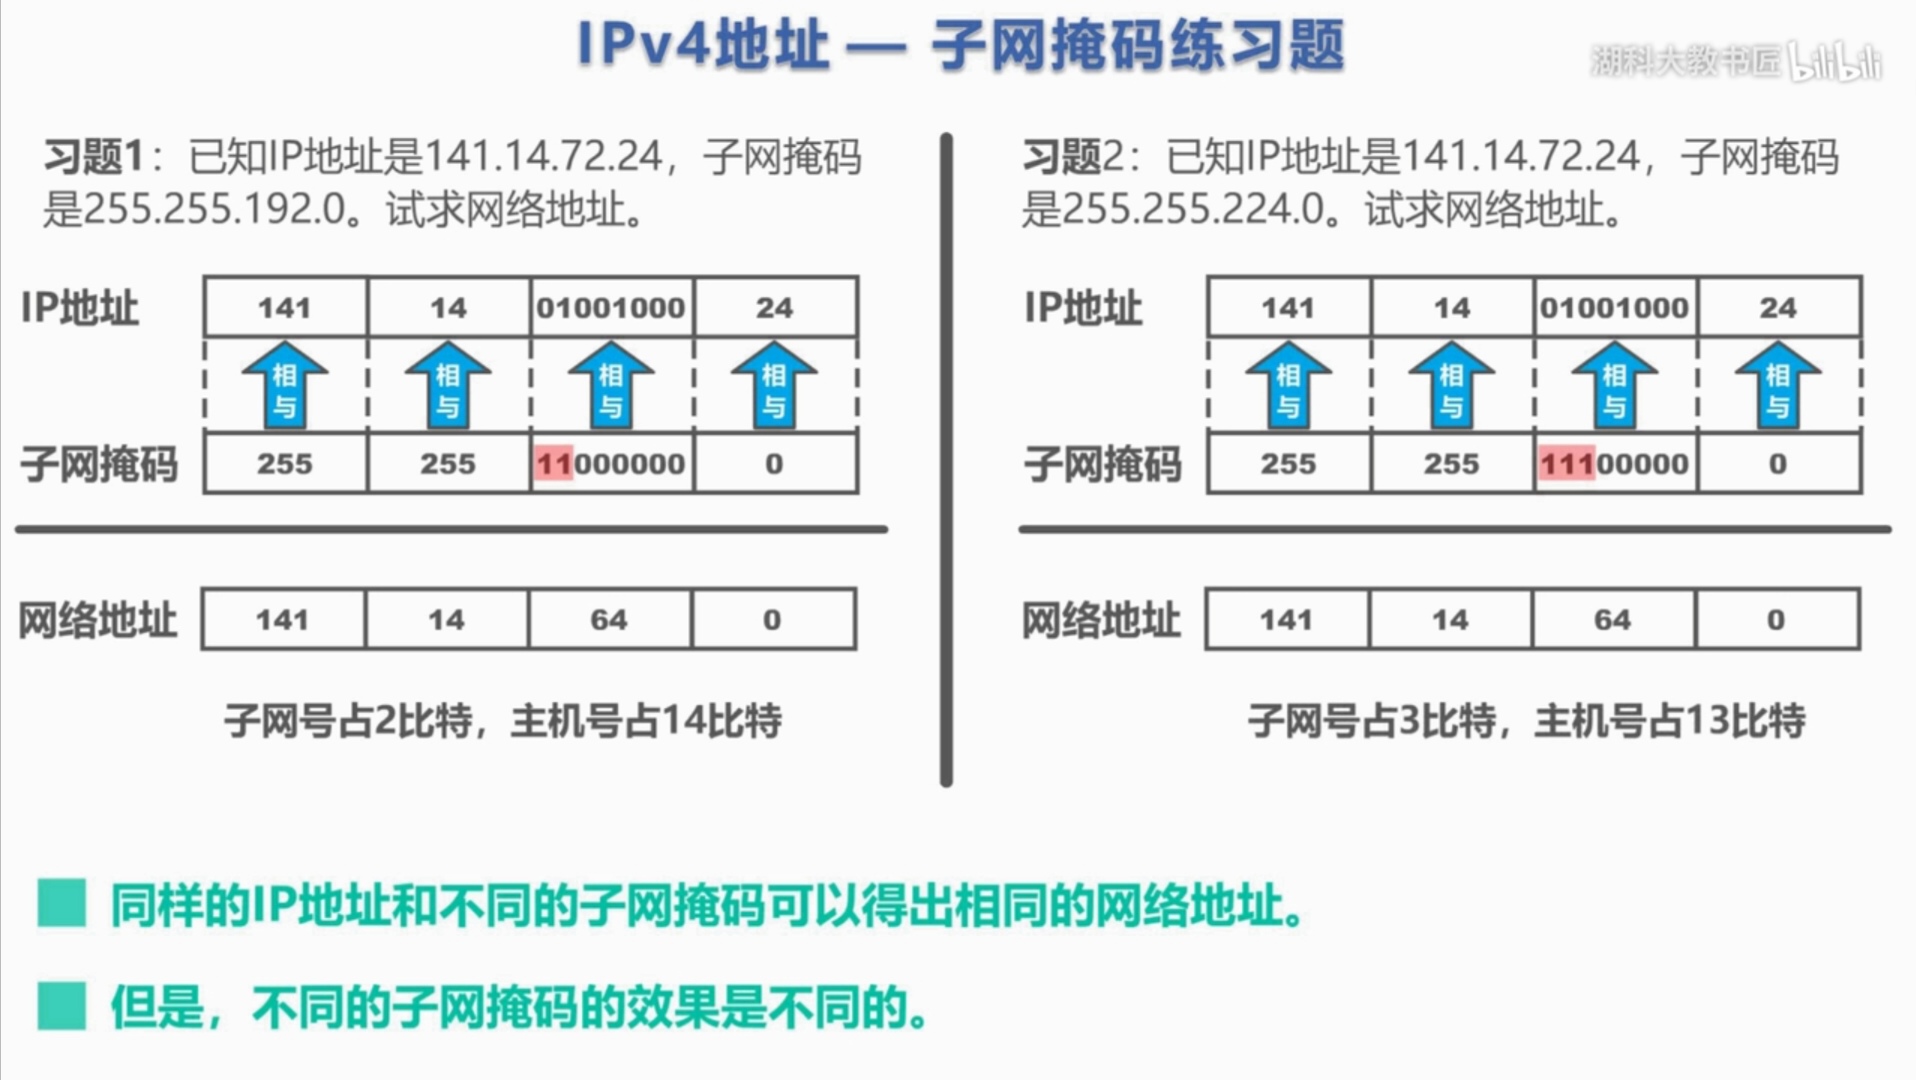 IPv4地址 — 子网掩码练习题
湖科大教书匠 bilibili
习题1：已知IP地址是141.14.72.24，子网掩码
是255.255.192.0。试求网络地址。
IP地址 141 14 01001000 24
相与 相与 相与 相与
子网掩码 255 255 11000000 0
网络地址 141 14 64 0
子网号占2比特，主机号占14比特
习题2：已知IP地址是141.14.72.24，子网掩码
是255.255.224.0。试求网络地址。
IP地址 141 14 01001000 24
相与 相与 相与 相与
子网掩码 255 255 11100000 0
网络地址 141 14 64 0
子网号占3比特，主机号占13比特
同样的IP地址和不同的子网掩码可以得出相同的网络地址。
但是，不同的子网掩码的效果是不同的。